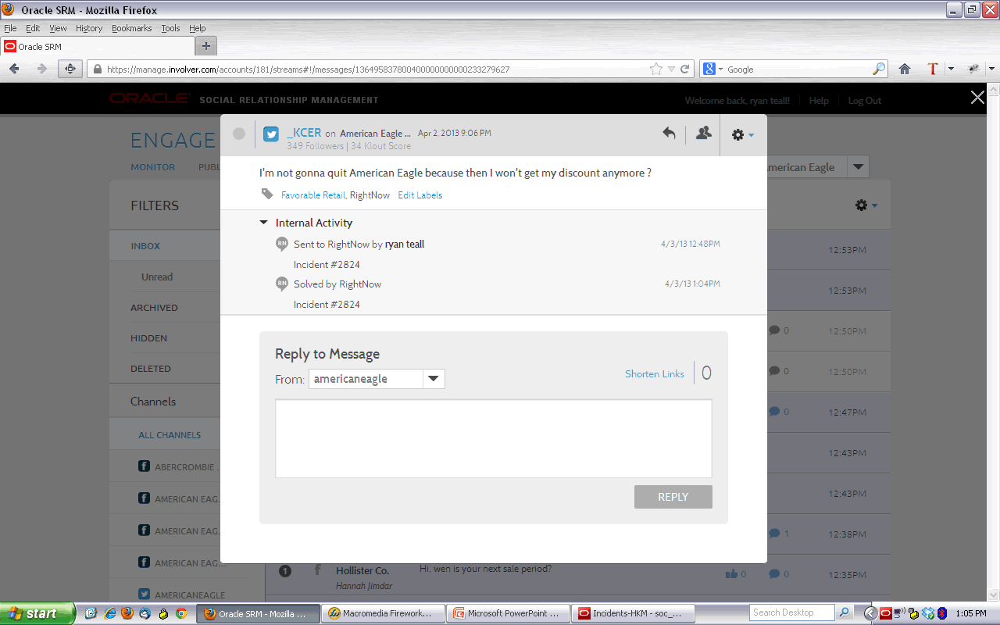 Oracle SRM - Mozilla Firefox
File Edit View History Bookmarks Tools Help
Oracle SRM
https://manage.involver.com/accounts/181/streams#!/messages/13649583780040000000000233279627
Google
ORACLE SOCIAL RELATIONSHIP MANAGEMENT
Welcome back, ryan teall! Help Log Out
ENGAGE
MONITOR PUBL
merican Eagle
_KCER on American Eagle ... Apr 2, 2013 9:06 PM
349 Followers | 34 Klout Score
I'm not gonna quit American Eagle because then I won't get my discount anymore ?
Favorable Retail, RightNow Edit Labels
Internal Activity
RN Sent to RightNow by ryan teall 4/3/13 12:48PM
Incident #2824
RN Solved by RightNow 4/3/13 1:04PM
Incident #2824
Reply to Message
From: americaneagle
Shorten Links 0
REPLY
FILTERS
INBOX
Unread
ARCHIVED
HIDDEN
DELETED
Channels
ALL CHANNELS
ABERCROMBIE ..
AMERICAN EAG...
AMERICAN EAG...
AMERICAN EAG...
AMERICANEAGLE
12:53PM
12:53PM
0 12:50PM
0 12:50PM
0 12:47PM
12:43PM
12:43PM
1 12:38PM
1 Hollister Co. Hi, wen is your next sale period? 0 0 12:35PM
Hannah Jimdar
start
Oracle SRM - Mozilla ...
Macromedia Firework...
Microsoft PowerPoint ...
Incidents-HKM - soc_...
Search Desktop
1:05 PM